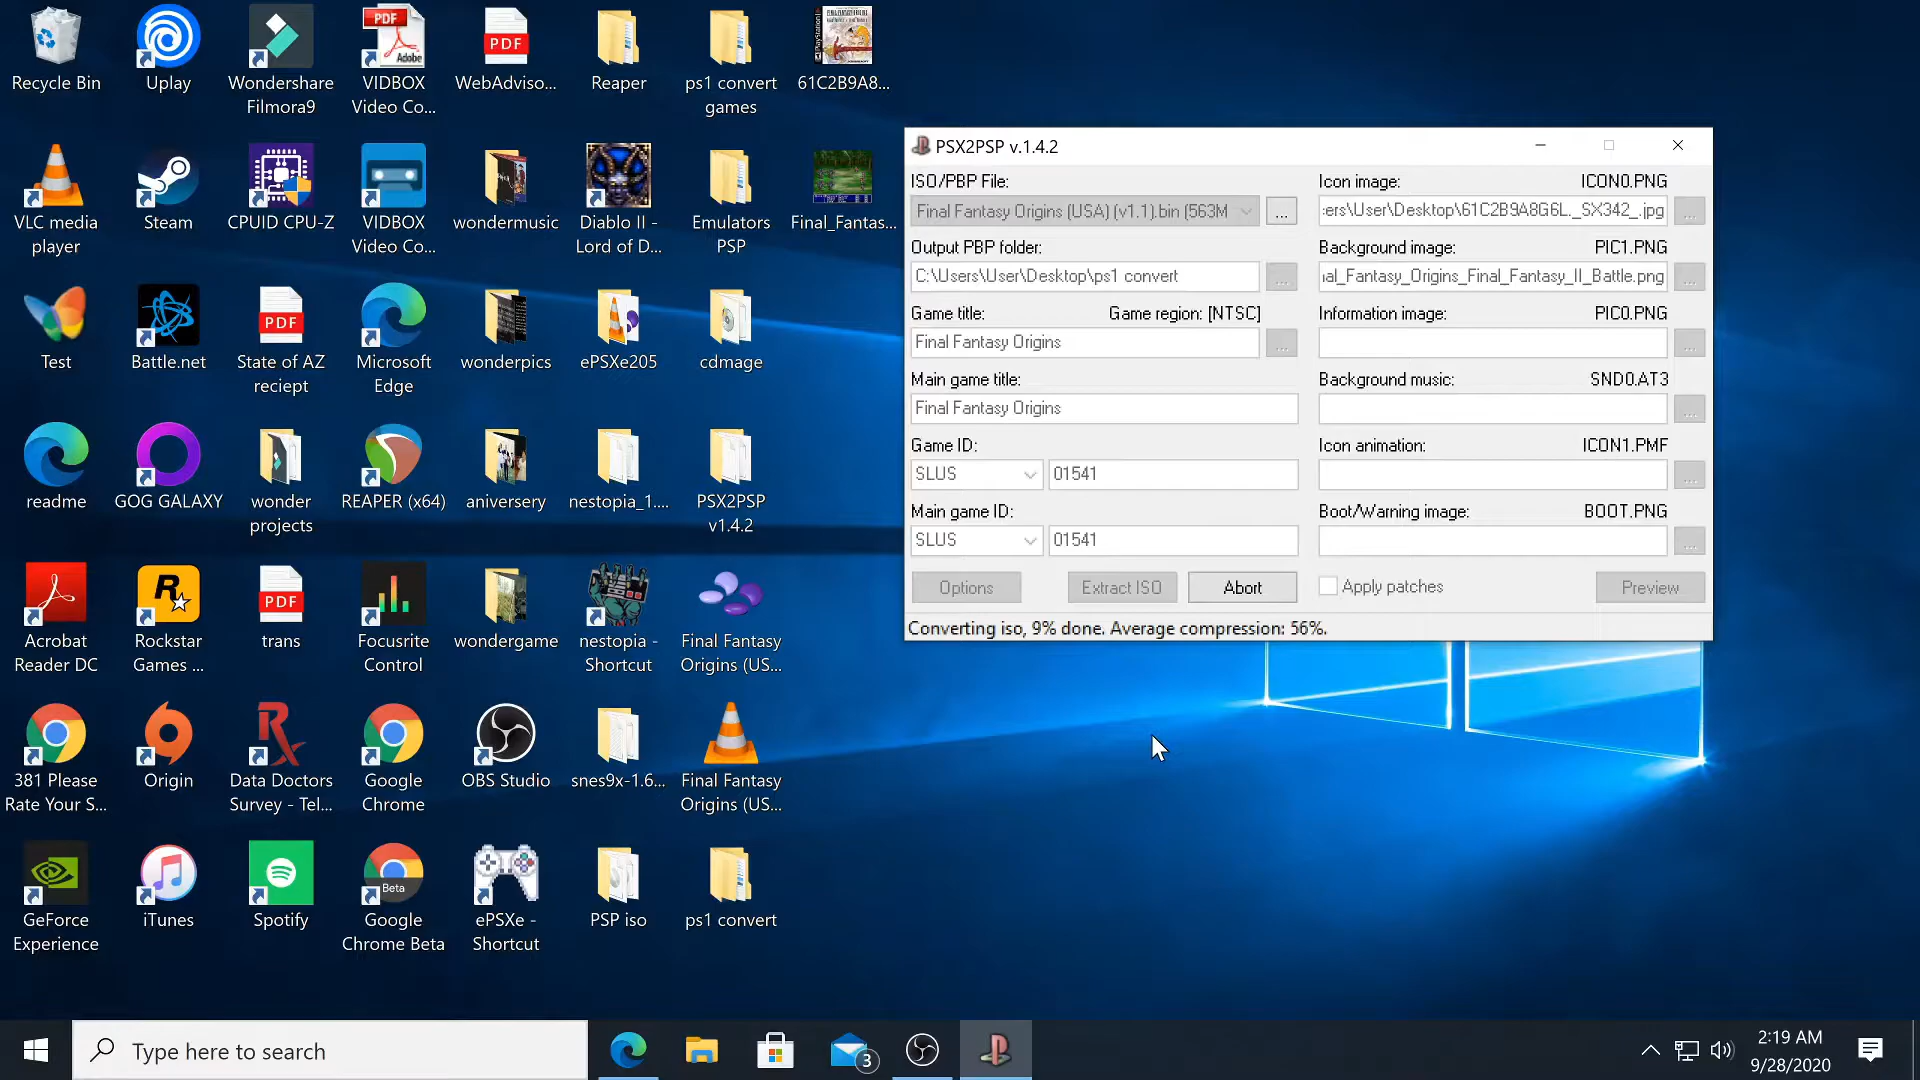 Recycle Bin
Uplay
Wondershare
Filmora9
VIDBOX
Video Co...
WebAdviso...
Reaper
ps1 convert
games
61C2B9A8...
VLC media
player
Steam
CPUID CPU-Z
VIDBOX
Video Co...
wondermusic
Diablo II -
Lord of D...
Emulators
PSP
Final_Fantas...
Test
Battle.net
State of AZ
reciept
Microsoft
Edge
wonderpics
ePSXe205
cdmage
readme
GOG GALAXY
wonder
projects
REAPER (x64)
aniversery
nestopia_1....
PSX2PSP
v1.4.2
Acrobat
Reader DC
Rockstar
Games ...
trans
Focusrite
Control
wondergame
nestopia -
Shortcut
Final Fantasy
Origins (US...
381 Please
Rate Your S...
Origin
Data Doctors
Survey - Tel...
Google
Chrome
OBS Studio
snes9x-1.6...
Final Fantasy
Origins (US...
GeForce
Experience
iTunes
Spotify
Beta
Google
Chrome Beta
ePSXe -
Shortcut
PSP iso
ps1 convert
PDF
Adobe
PDF
PDF
PDF
PSX2PSP v.1.4.2
ISO/PBP File:
Final Fantasy Origins (USA) (v1.1).bin (563M
...
Output PBP folder:
C:\Users\User\Desktop\ps1 convert
...
Game title: Game region: [NTSC]
Final Fantasy Origins
...
Main game title:
Final Fantasy Origins
Game ID:
SLUS 01541
Main game ID:
SLUS 01541
Options Extract ISO Abort
Icon image: ICON0.PNG
:ers\User\Desktop\61C2B9A8G6L._SX342_.jpg
...
Background image: PIC1.PNG
ial_Fantasy_Origins_Final_Fantasy_II_Battle.png
...
Information image: PIC0.PNG
...
Background music: SND0.AT3
...
Icon animation: ICON1.PMF
...
Boot/Warning image: BOOT.PNG
...
Apply patches Preview
Converting iso, 9% done. Average compression: 56%.
Type here to search
3
2:19 AM
9/28/2020